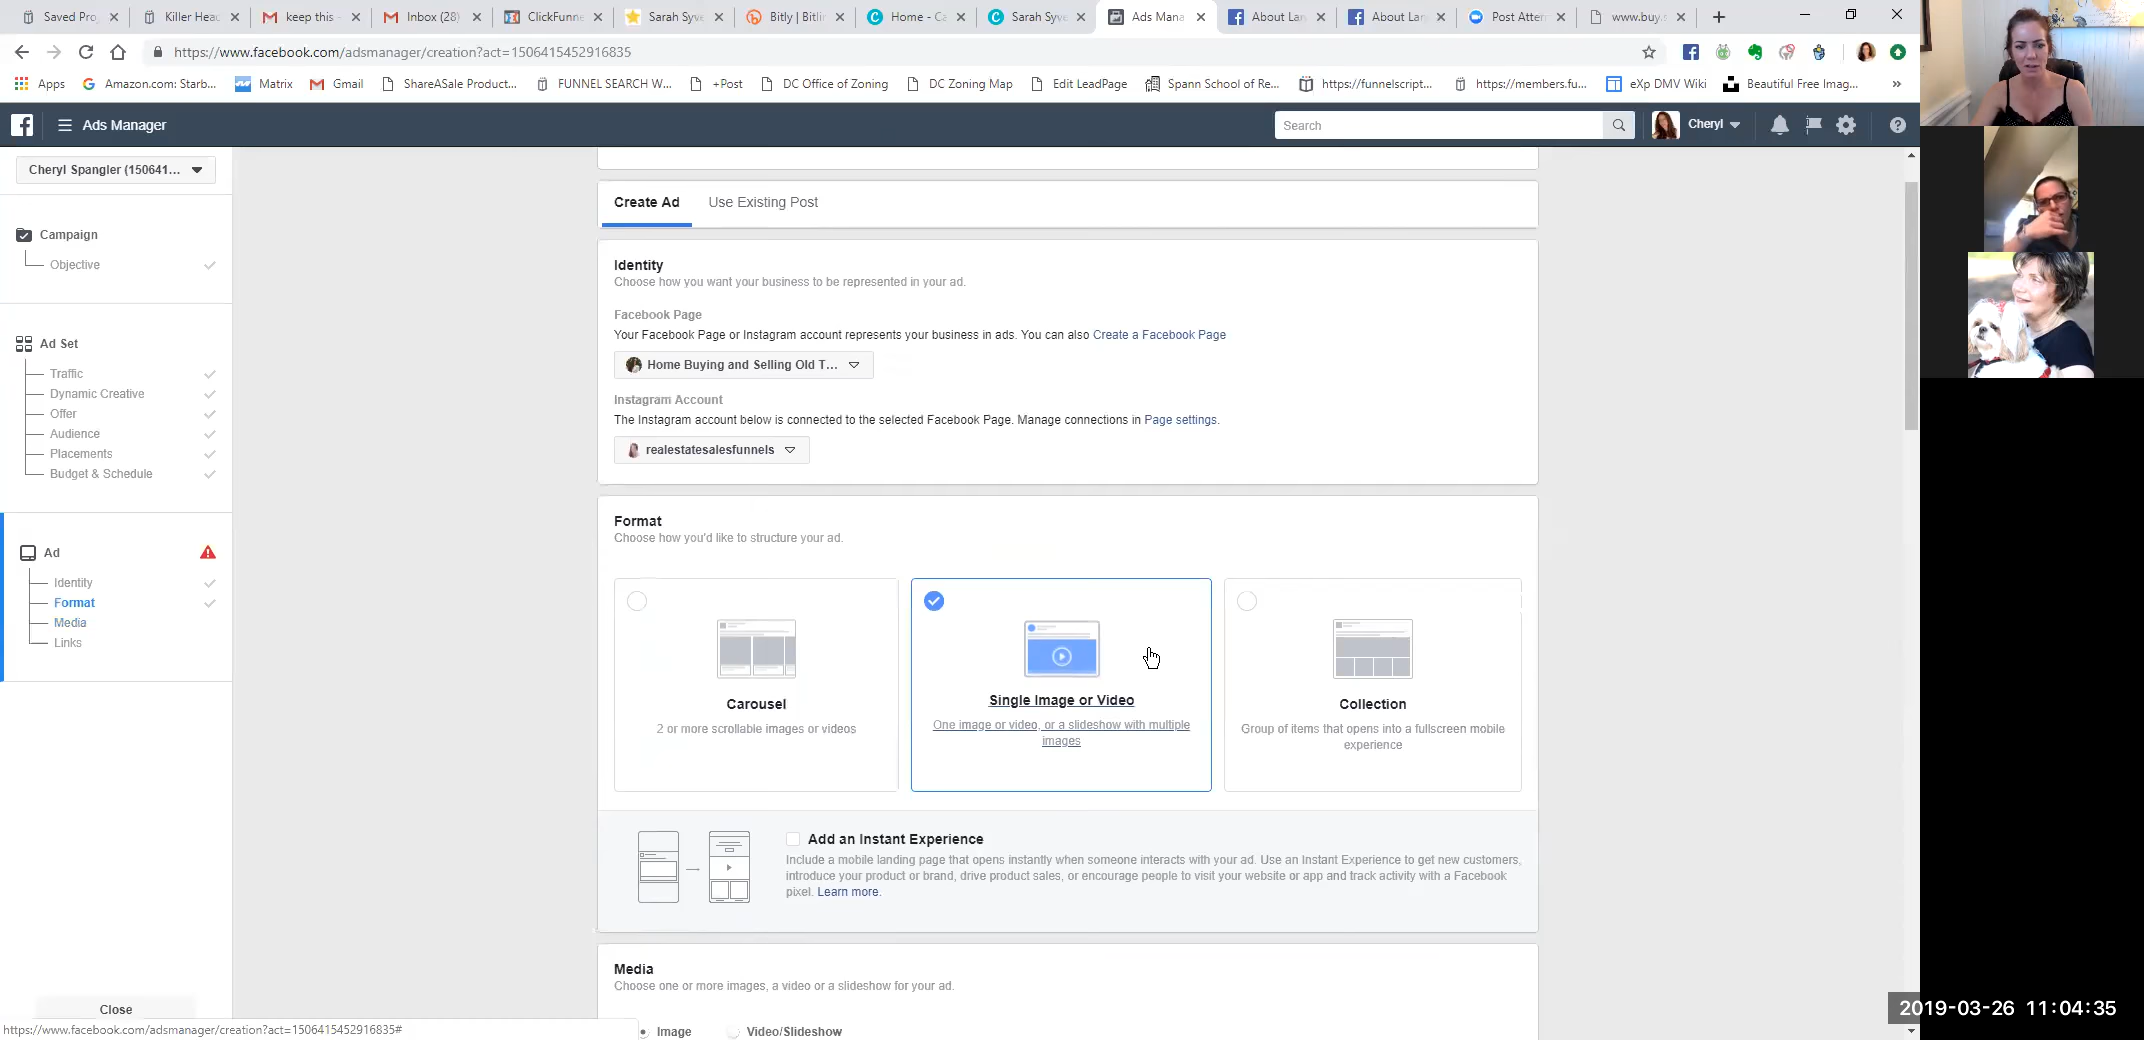 Saved Pro
Killer Head
keep this -
Inbox (28)
ClickFunne
Sarah Syve
Bitly | Bitlin
Home - Ca
Sarah Syve
Ads Mana
About Lar
About Lar
Post Atter
www.buy.s
https://www.facebook.com/adsmanager/creation?act=1506415452916835
Apps
Amazon.com: Starb...
Matrix
Gmail
ShareASale Product...
FUNNEL SEARCH W...
+Post
DC Office of Zoning
DC Zoning Map
Edit LeadPage
Spann School of Re...
https://funnelscript...
https://members.fu...
eXp DMV Wiki
Beautiful Free Imag...
»
Ads Manager
Search
Cheryl
Cheryl Spangler (150641...
Campaign
Objective
Ad Set
Traffic
Dynamic Creative
Offer
Audience
Placements
Budget & Schedule
Ad
Identity
Format
Media
Links
Close
https://www.facebook.com/adsmanager/creation?act=1506415452916835#
Create Ad
Use Existing Post
Identity
Choose how you want your business to be represented in your ad.
Facebook Page
Your Facebook Page or Instagram account represents your business in ads. You can also Create a Facebook Page
Home Buying and Selling Old T...
Instagram Account
The Instagram account below is connected to the selected Facebook Page. Manage connections in Page settings.
realestatesalesfunnels
Format
Choose how you'd like to structure your ad.
Carousel
2 or more scrollable images or videos
Single Image or Video
One image or video, or a slideshow with multiple
images
Collection
Group of items that opens into a fullscreen mobile
experience
Add an Instant Experience
Include a mobile landing page that opens instantly when someone interacts with your ad. Use an Instant Experience to get new customers,
introduce your product or brand, drive product sales, or encourage people to visit your website or app and track activity with a Facebook
pixel. Learn more.
Media
Choose one or more images, a video or a slideshow for your ad.
Image
Video/Slideshow
2019-03-26 11:04:35